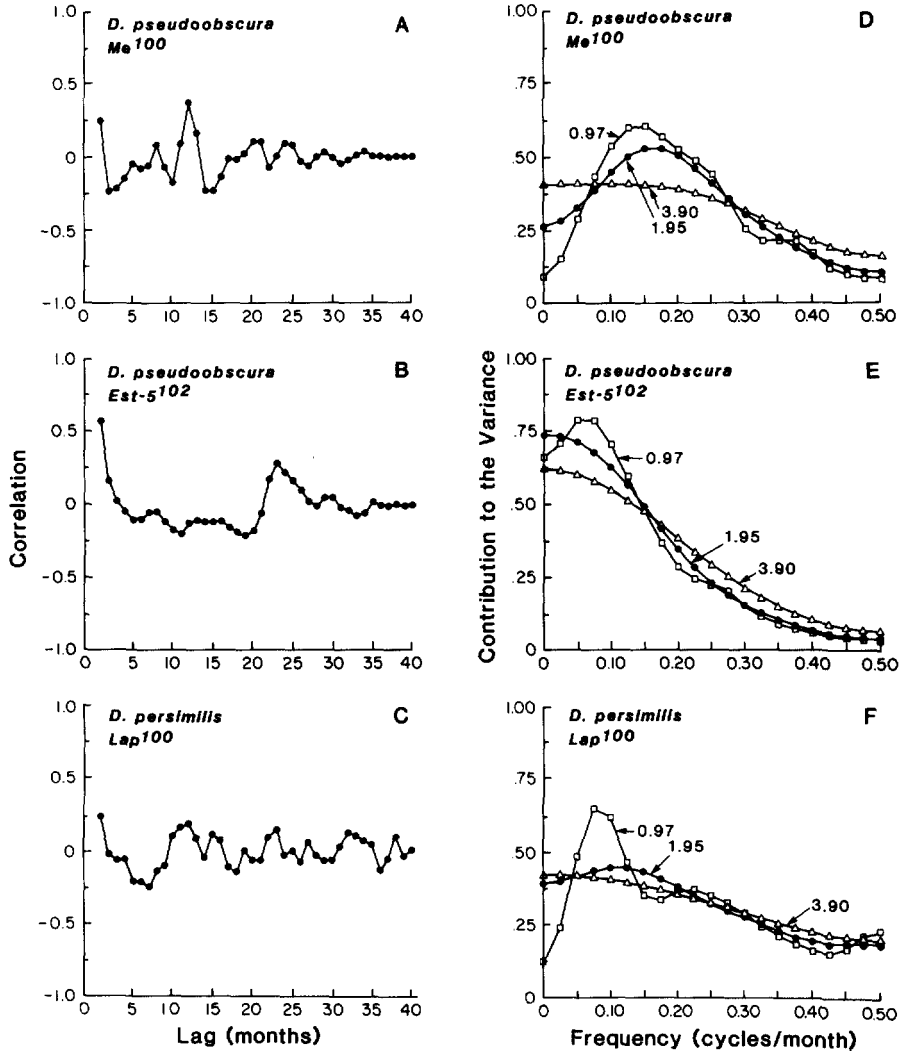 D. pseudoobscura
Me100
A
1.0
0.5
0
-0.5
-1.0
0 5 10 15 20 25 30 35 40
D. pseudoobscura
Me100
D
1.00
.75
.50
.25
0
0.97
3.90
1.95
0 0.10 0.20 0.30 0.40 0.50
D. pseudoobscura
Est-5102
B
1.0
0.5
0
-0.5
-1.0
0 5 10 15 20 25 30 35 40
Correlation
D. pseudoobscura
Est-5102
E
1.00
.75
.50
.25
0
0.97
1.95
3.90
0 0.10 0.20 0.30 0.40 0.50
Contribution to the Variance
D. persimilis
Lap100
C
1.0
0.5
0
-0.5
-1.0
0 5 10 15 20 25 30 35 40
Lag (months)
D. persimilis
Lap100
F
1.00
.75
.50
.25
0
0.97
1.95
3.90
0 0.10 0.20 0.30 0.40 0.50
Frequency (cycles/month)